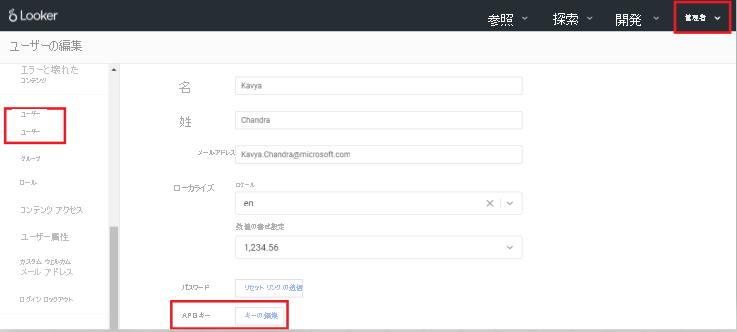 Looker
参照
探索
開発
管理者
ユーザーの編集
エラーと壊れた
コンテンツ
ユーザー
ユーザー
グループ
ロール
コンテンツ アクセス
ユーザー属性
カスタム ウェルカム
メール アドレス
ログイン ロックアウト
名
Kavya
姓
Chandra
メールアドレス
Kavya.Chandra@microsoft.com
ローカライズ
ロケール
en
数値の書式設定
1,234.56
パスワード
リセット リンクの送信
API3 キー
キーの編集